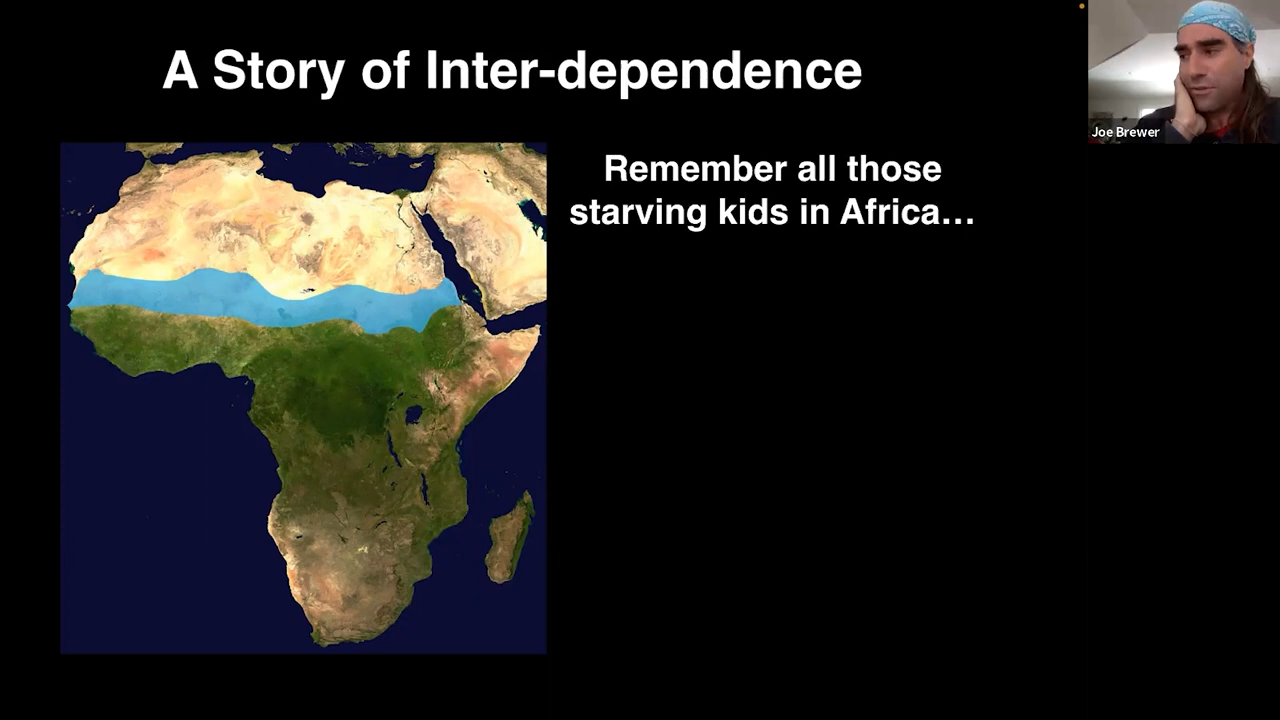 A Story of Inter-dependence
Joe Brewer
Remember all those
starving kids in Africa…